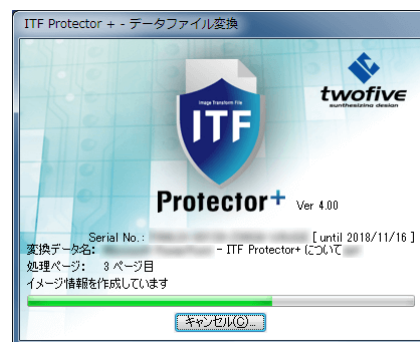 ITF Protector + - データファイル変換
Image Transform File
ITF
twofive
sunthesizing design
Protector+ Ver 4.00
Serial No.: [ until 2018/11/16 ]
変換データ名: - ITF Protector+ について
処理ページ: 3 ページ目
イメージ情報を作成しています
キャンセル(C)...